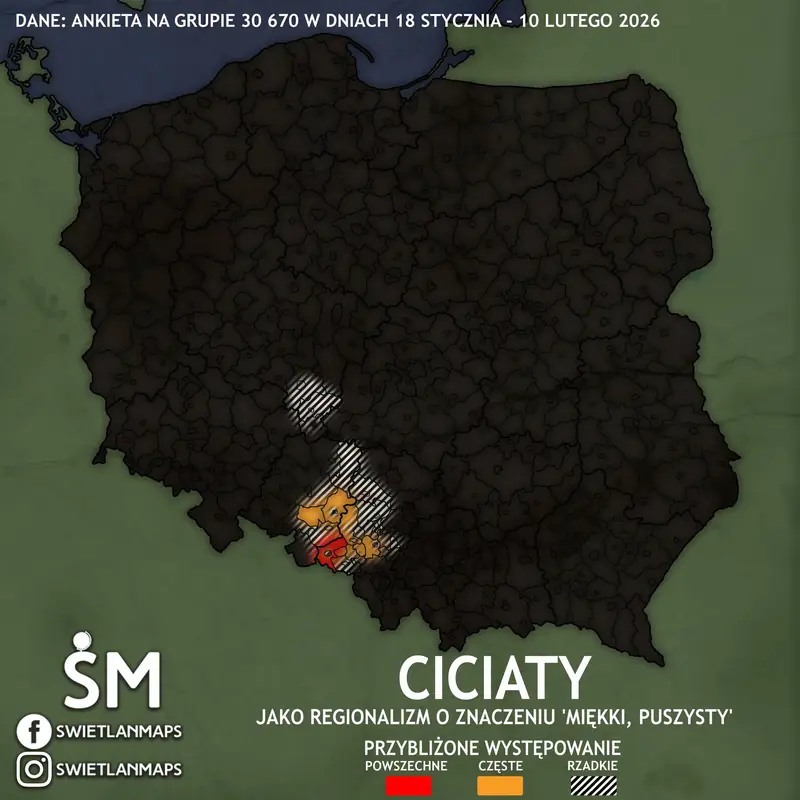 DANE: ANKIETA NA GRUPIE 30 670 W DNIACH 18 STYCZNIA - 10 LUTEGO 2026
ŚM
SWIETLANMAPS
SWIETLANMAPS
CICIATY
JAKO REGIONALIZM O ZNACZENIU 'MIĘKKI, PUSZYSTY'
PRZYBLIŻONE WYSTĘPOWANIE
POWSZECHNE CZĘSTE RZADKIE